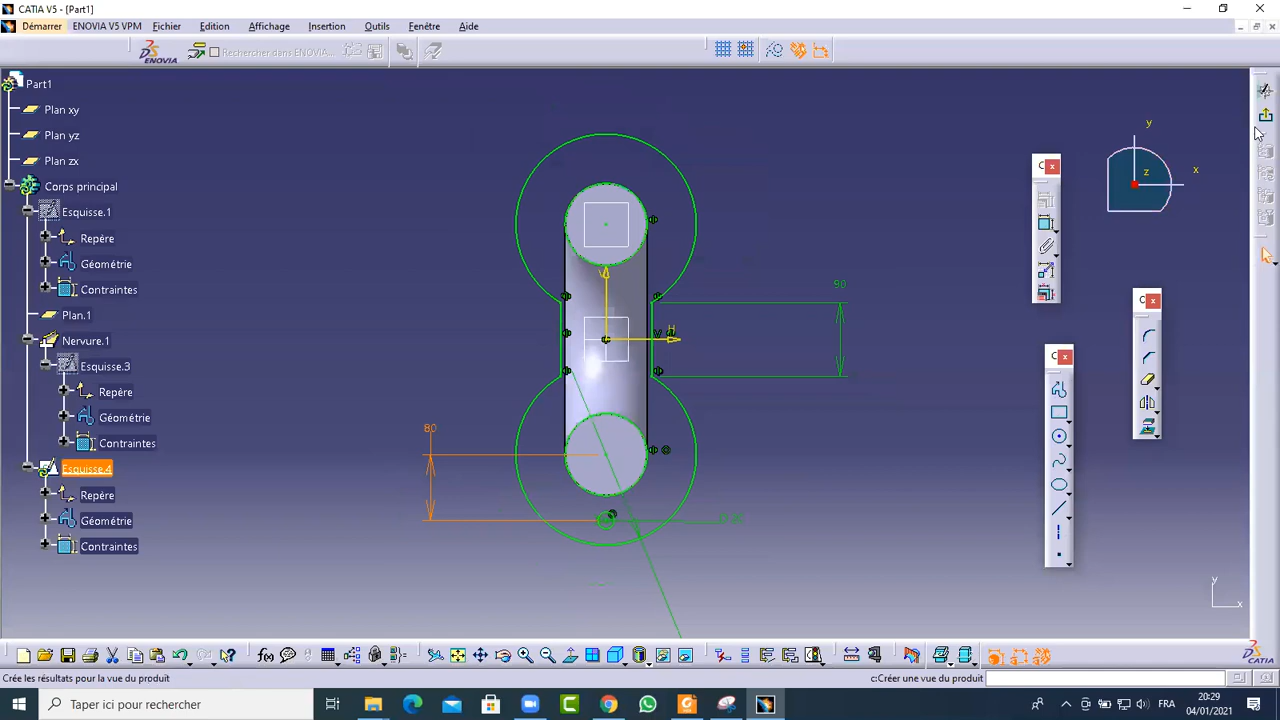 CATIA V5 - [Part1]
Démarrer ENOVIA V5 VPM Fichier Edition Affichage Insertion Outils Fenêtre Aide
ENOVIA
Rechercher dans ENOVIA...
Part1
Plan xy
Plan yz
Plan zx
Corps principal
Esquisse.1
Repère
Géométrie
Contraintes
Plan.1
Nervure.1
Esquisse.3
Repère
Géométrie
Contraintes
Esquisse.4
Repère
Géométrie
Contraintes
90
80
V
H
y
x
z
C
C
C
y
x
f(x)
CATIA
Crée les résultats pour la vue du produit
c:Créer une vue du produit
Taper ici pour rechercher
FRA
20:29
04/01/2021